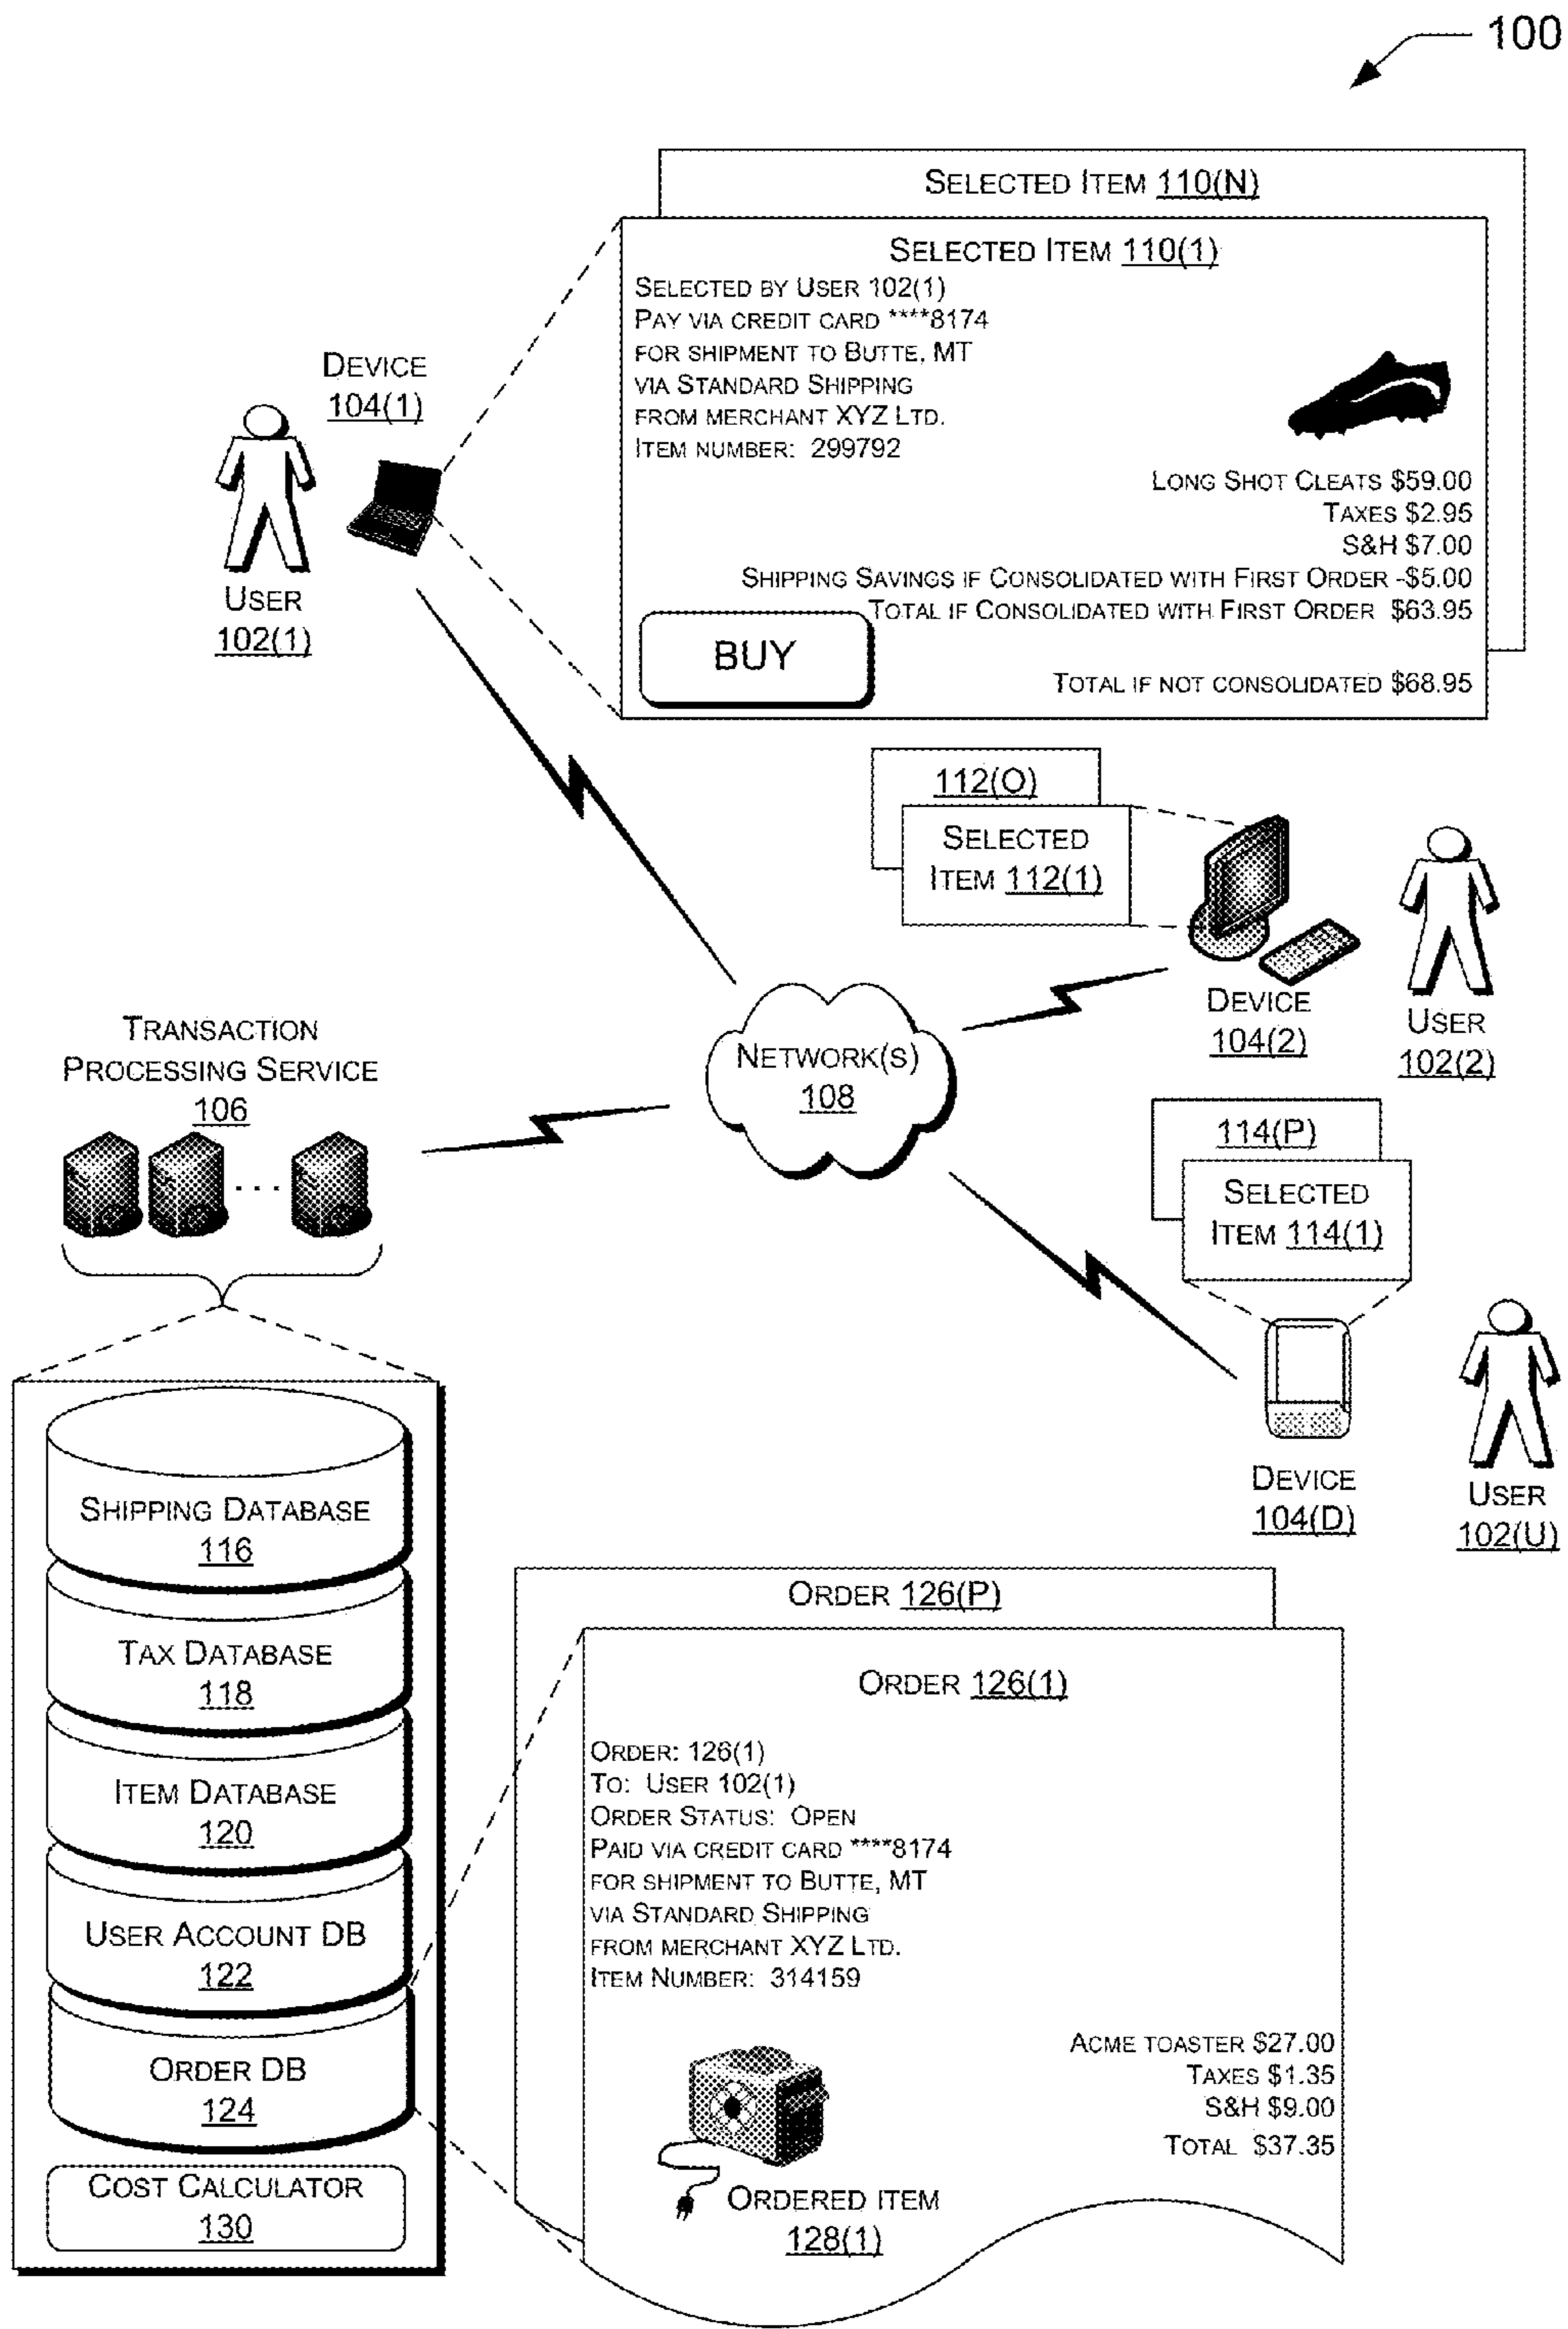 100
SELECTED ITEM 110(N)
SELECTED ITEM 110(1)
SELECTED BY USER 102(1)
PAY VIA CREDIT CARD ****8174
FOR SHIPMENT TO BUTTE, MT
VIA STANDARD SHIPPING
FROM MERCHANT XYZ LTD.
ITEM NUMBER: 299792
LONG SHOT CLEATS $59.00
TAXES $2.95
S&H $7.00
SHIPPING SAVINGS IF CONSOLIDATED WITH FIRST ORDER -$5.00
TOTAL IF CONSOLIDATED WITH FIRST ORDER $63.95
BUY
TOTAL IF NOT CONSOLIDATED $68.95
DEVICE
104(1)
USER
102(1)
112(O)
SELECTED
ITEM 112(1)
DEVICE
104(2)
USER
102(2)
TRANSACTION
PROCESSING SERVICE
106
NETWORK(S)
108
114(P)
SELECTED
ITEM 114(1)
DEVICE
104(D)
USER
102(U)
SHIPPING DATABASE
116
TAX DATABASE
118
ITEM DATABASE
120
USER ACCOUNT DB
122
ORDER DB
124
COST CALCULATOR
130
ORDER 126(P)
ORDER 126(1)
ORDER: 126(1)
TO: USER 102(1)
ORDER STATUS: OPEN
PAID VIA CREDIT CARD ****8174
FOR SHIPMENT TO BUTTE, MT
VIA STANDARD SHIPPING
FROM MERCHANT XYZ LTD.
ITEM NUMBER: 314159
ACME TOASTER $27.00
TAXES $1.35
S&H $9.00
TOTAL $37.35
ORDERED ITEM
128(1)